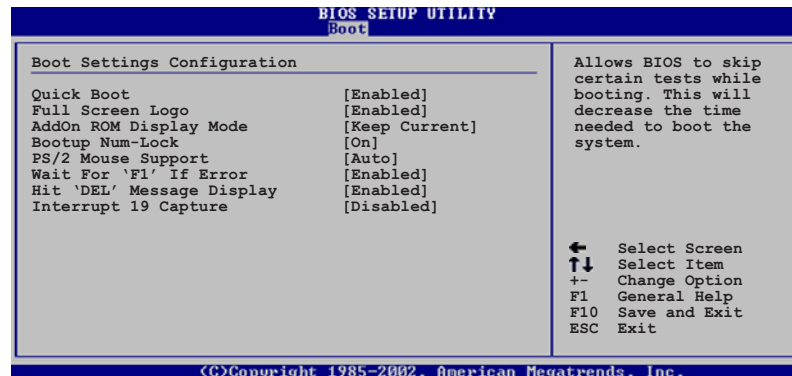 BIOS SETUP UTILITY
Boot
Boot Settings Configuration
Quick Boot [Enabled]
Full Screen Logo [Enabled]
AddOn ROM Display Mode [Keep Current]
Bootup Num-Lock [On]
PS/2 Mouse Support [Auto]
Wait For ‘F1’ If Error [Enabled]
Hit ‘DEL’ Message Display [Enabled]
Interrupt 19 Capture [Disabled]
Allows BIOS to skip
certain tests while
booting. This will
decrease the time
needed to boot the
system.
← Select Screen
↑↓ Select Item
+- Change Option
F1 General Help
F10 Save and Exit
ESC Exit
(C)Copyright 1985-2002, American Megatrends, Inc.